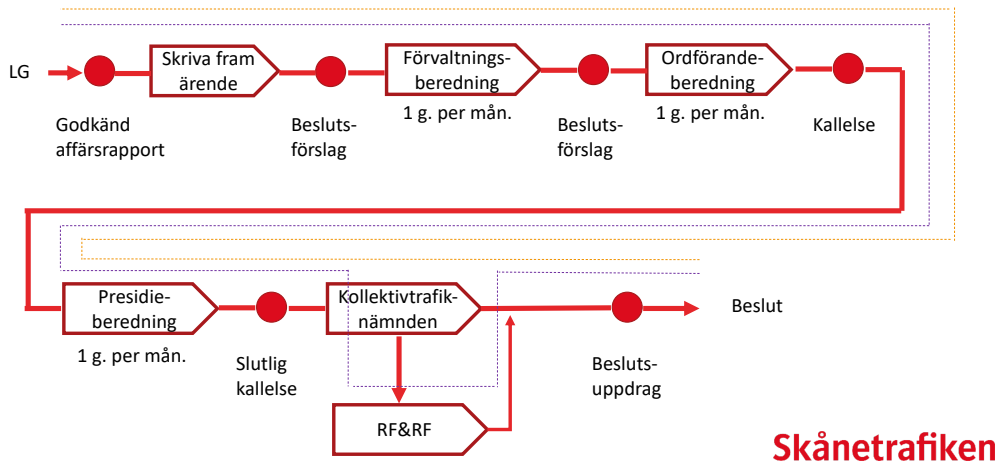 LG
Skriva fram
ärende
Förvaltnings-
beredning
Ordförande-
beredning
1 g. per mån.
1 g. per mån.
Godkänd
affärsrapport
Besluts-
förslag
Besluts-
förslag
Kallelse
Presidie-
beredning
Kollektivtrafik-
nämnden
Beslut
1 g. per mån.
Slutlig
kallelse
Besluts-
uppdrag
RF&RF
Skånetrafiken